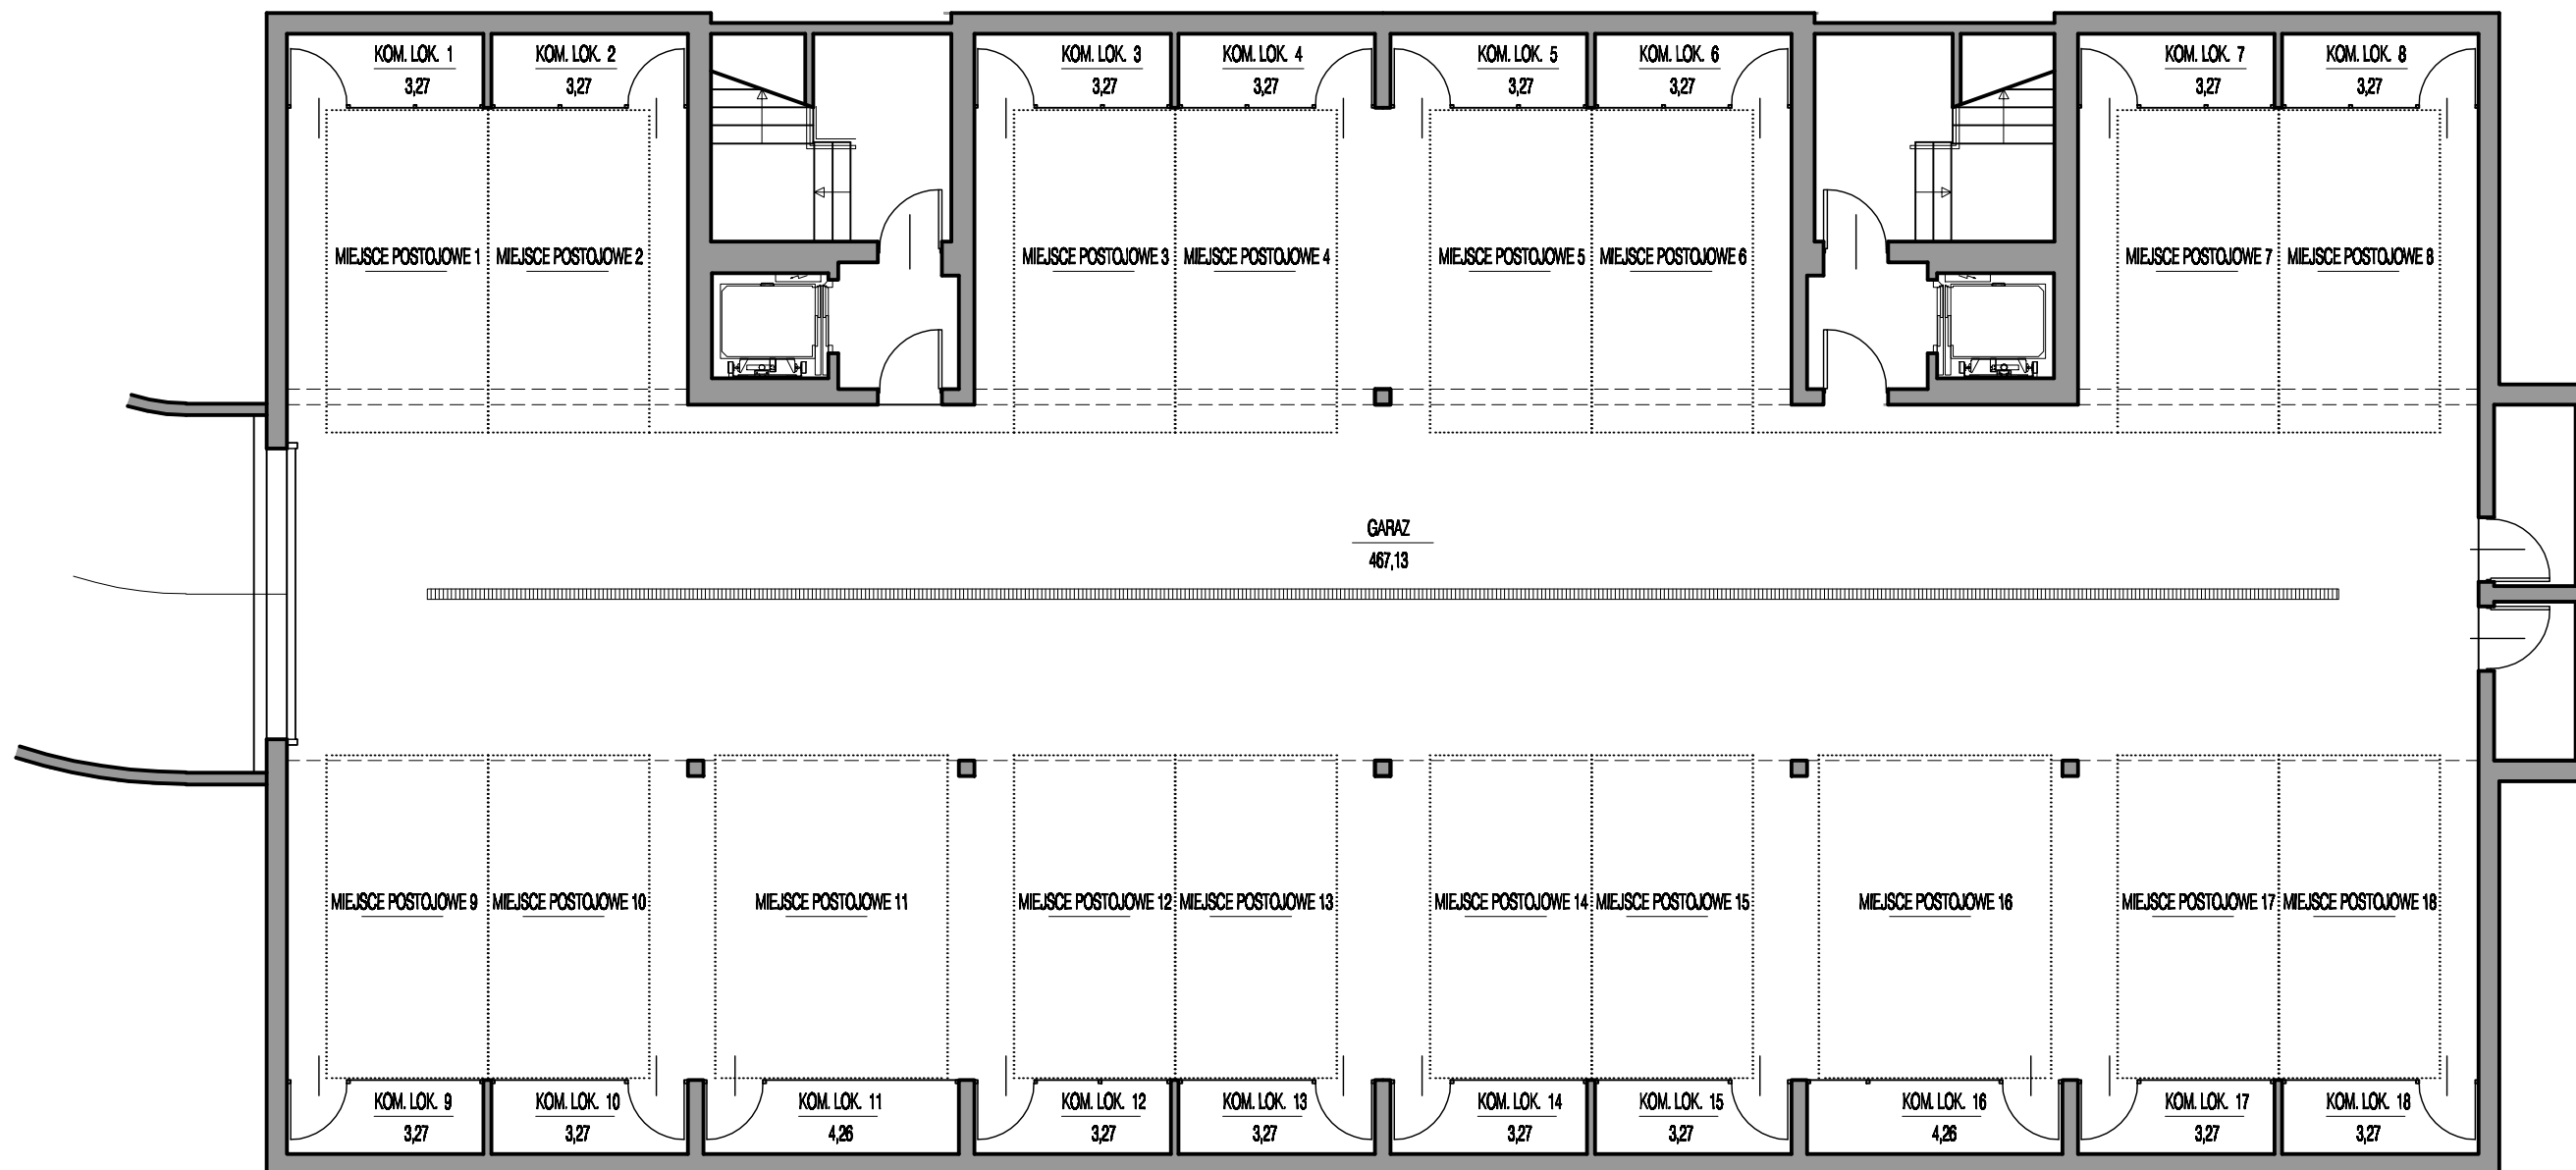 KOM. LOK. 1
3,27
KOM. LOK. 2
3,27
KOM. LOK. 3
3,27
KOM. LOK. 4
3,27
KOM. LOK. 5
3,27
KOM. LOK. 6
3,27
KOM. LOK. 7
3,27
KOM. LOK. 8
3,27
MIEJSCE POSTOJOWE 1
MIEJSCE POSTOJOWE 2
MIEJSCE POSTOJOWE 3
MIEJSCE POSTOJOWE 4
MIEJSCE POSTOJOWE 5
MIEJSCE POSTOJOWE 6
MIEJSCE POSTOJOWE 7
MIEJSCE POSTOJOWE 8
GARAZ
467,13
MIEJSCE POSTOJOWE 9
MIEJSCE POSTOJOWE 10
MIEJSCE POSTOJOWE 11
MIEJSCE POSTOJOWE 12
MIEJSCE POSTOJOWE 13
MIEJSCE POSTOJOWE 14
MIEJSCE POSTOJOWE 15
MIEJSCE POSTOJOWE 16
MIEJSCE POSTOJOWE 17
MIEJSCE POSTOJOWE 18
KOM. LOK. 9
3,27
KOM. LOK. 10
3,27
KOM. LOK. 11
4,26
KOM. LOK. 12
3,27
KOM. LOK. 13
3,27
KOM. LOK. 14
3,27
KOM. LOK. 15
3,27
KOM. LOK. 16
4,26
KOM. LOK. 17
3,27
KOM. LOK. 18
3,27